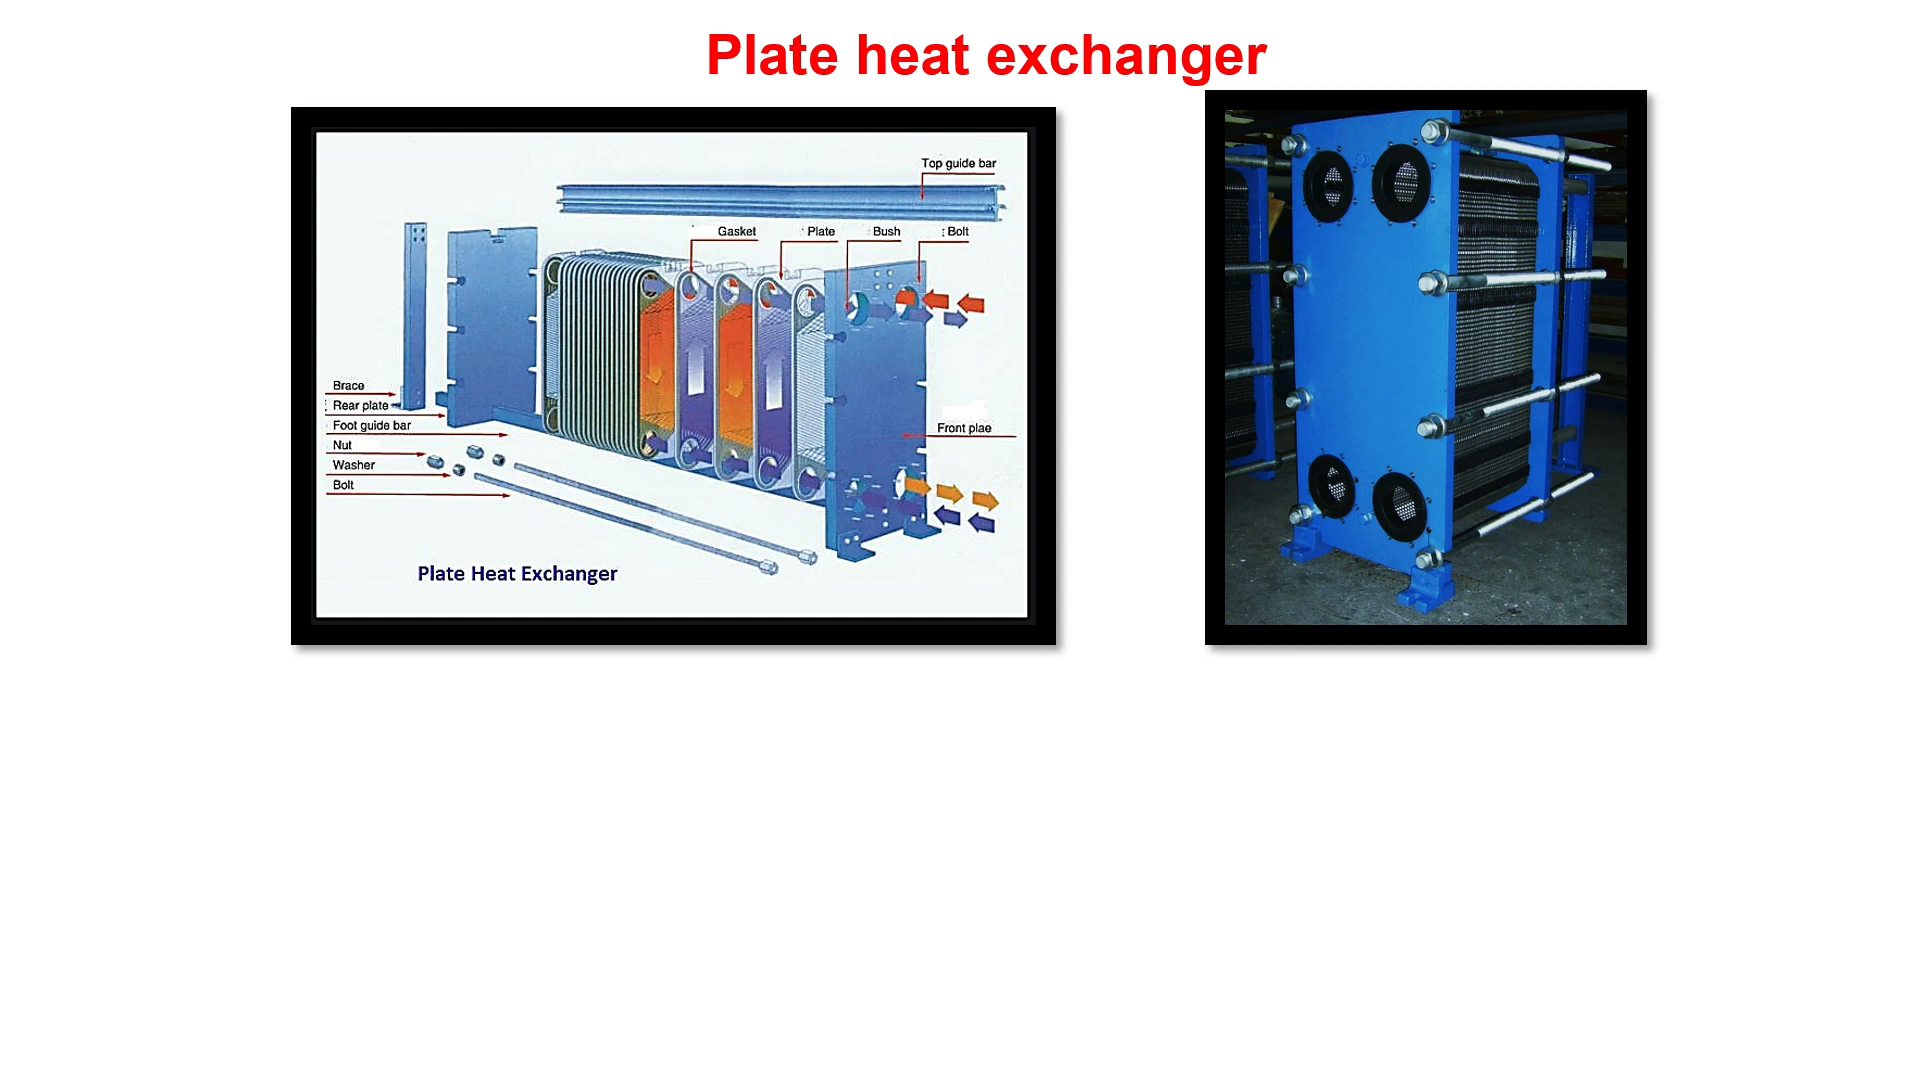 Plate heat exchanger
Top guide bar
Gasket
Plate
Bush
: Bolt
Brace
Rear plate
Foot guide bar
Nut
Washer
Bolt
Front plae
Plate Heat Exchanger